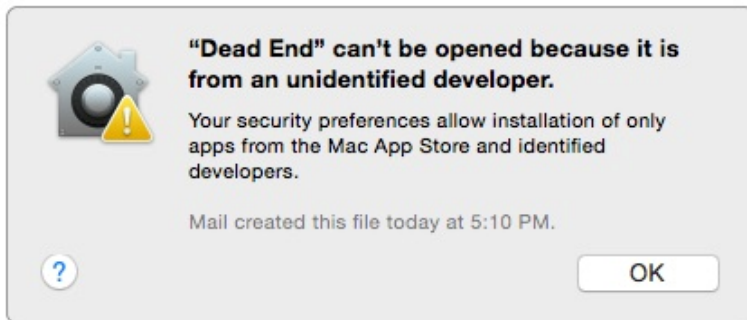 “Dead End” can’t be opened because it is
from an unidentified developer.
Your security preferences allow installation of only
apps from the Mac App Store and identified
developers.
Mail created this file today at 5:10 PM.
?
OK